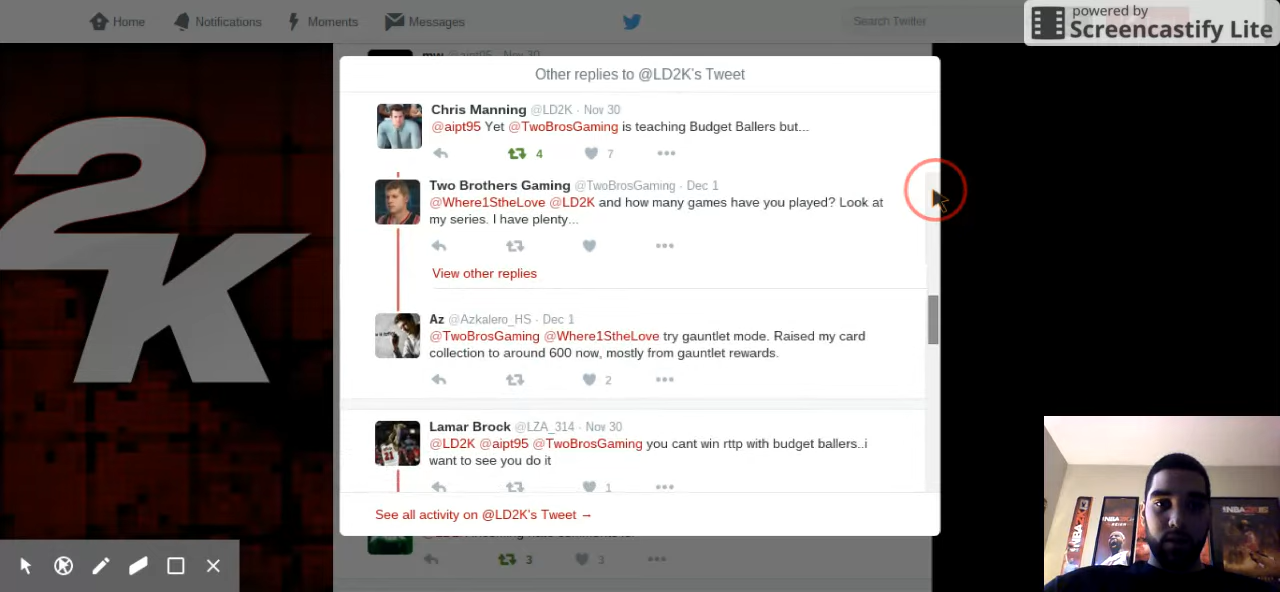 Home Notifications Moments Messages Search Twitter
powered by
Screencastify Lite
Other replies to @LD2K's Tweet
Chris Manning @LD2K · Nov 30
@aipt95 Yet @TwoBrosGaming is teaching Budget Ballers but...
4 7
Two Brothers Gaming @TwoBrosGaming · Dec 1
@Where1StheLove @LD2K and how many games have you played? Look at
my series. I have plenty...
View other replies
Az @Azkalero_HS · Dec 1
@TwoBrosGaming @Where1StheLove try gauntlet mode. Raised my card
collection to around 600 now, mostly from gauntlet rewards.
2
Lamar Brock @LZA_314 · Nov 30
@LD2K @aipt95 @TwoBrosGaming you cant win rttp with budget ballers..i
want to see you do it
1
See all activity on @LD2K's Tweet →
3 3
2K
NBA 2K